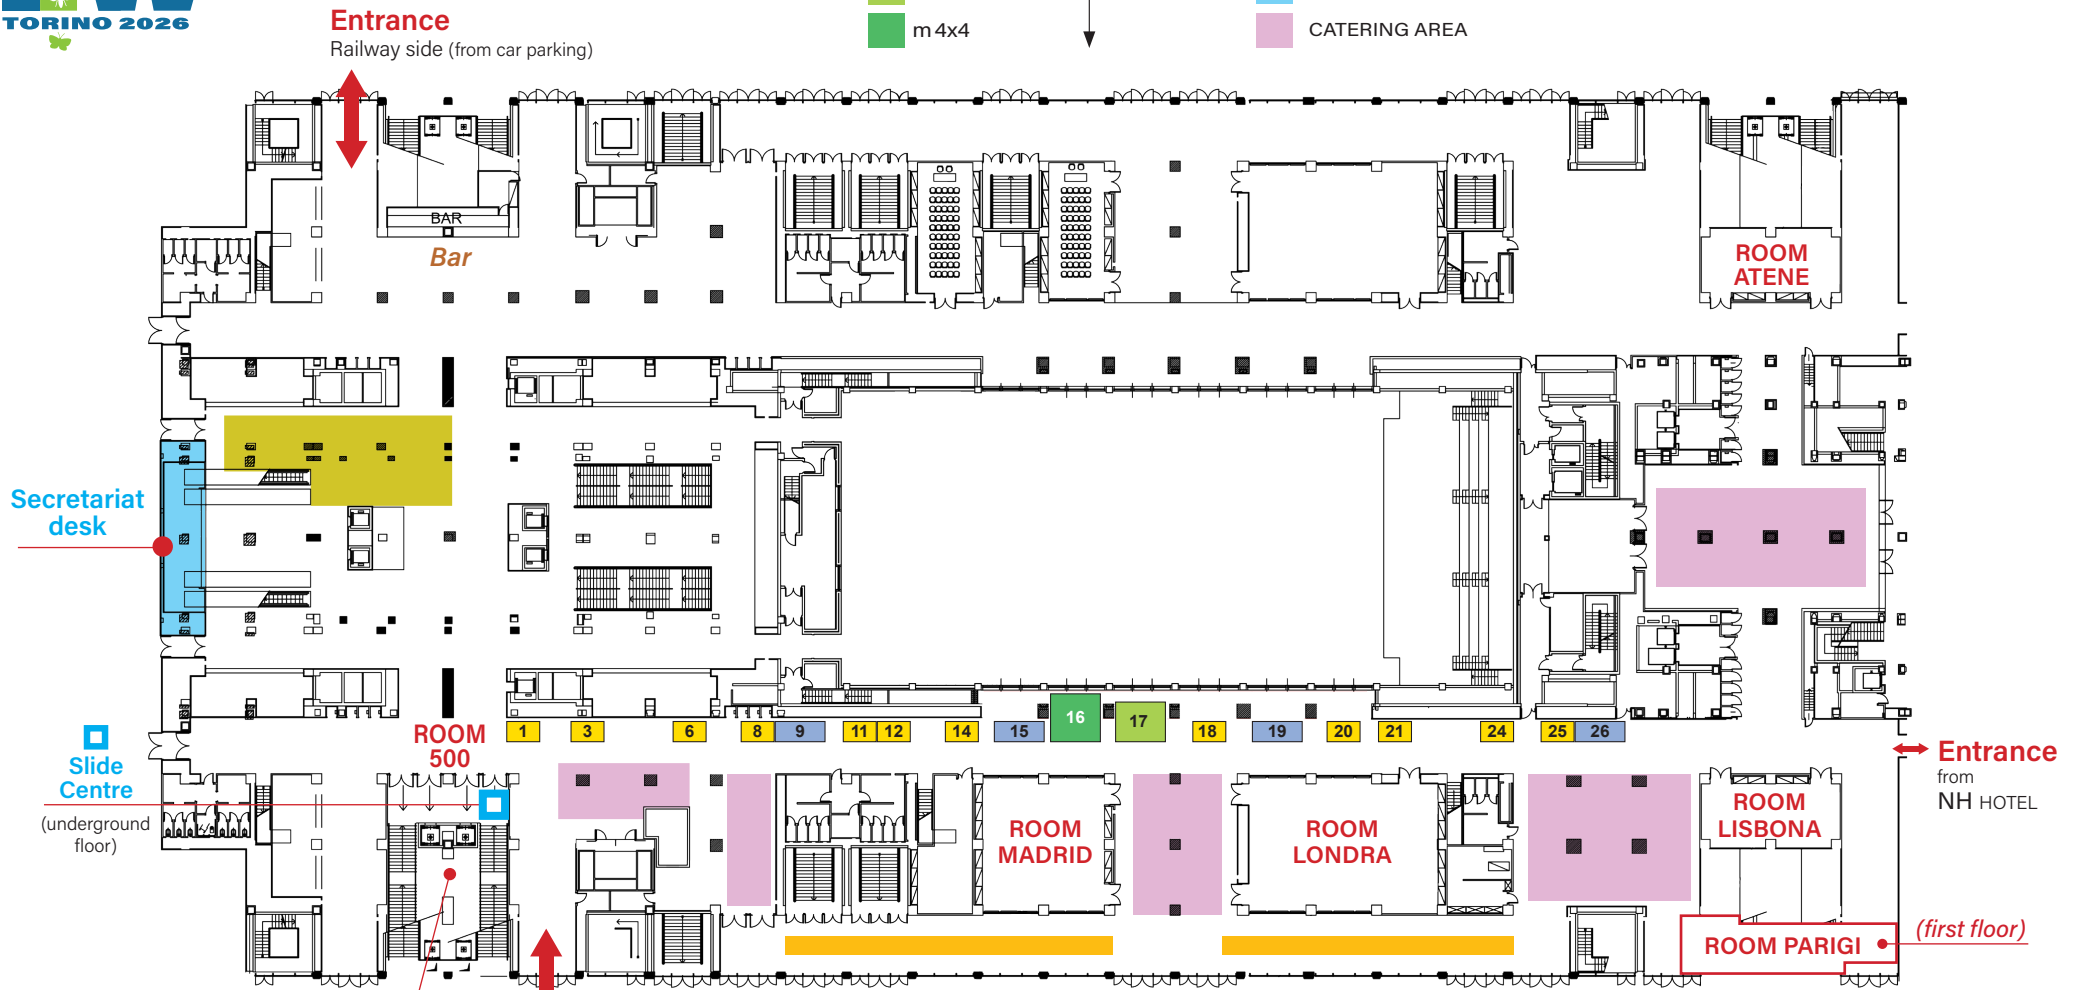 TORINO 2026
Entrance
Railway side (from car parking)
m 4x4
CATERING AREA
BAR
Bar
ROOM
ATENE
Secretariat
desk
Slide
Centre
(underground
floor)
ROOM
500
1
3
6
8
9
11
12
14
15
16
17
18
19
20
21
24
25
26
Entrance
from
NH HOTEL
ROOM
MADRID
ROOM
LONDRA
ROOM
LISBONA
ROOM PARIGI
(first floor)